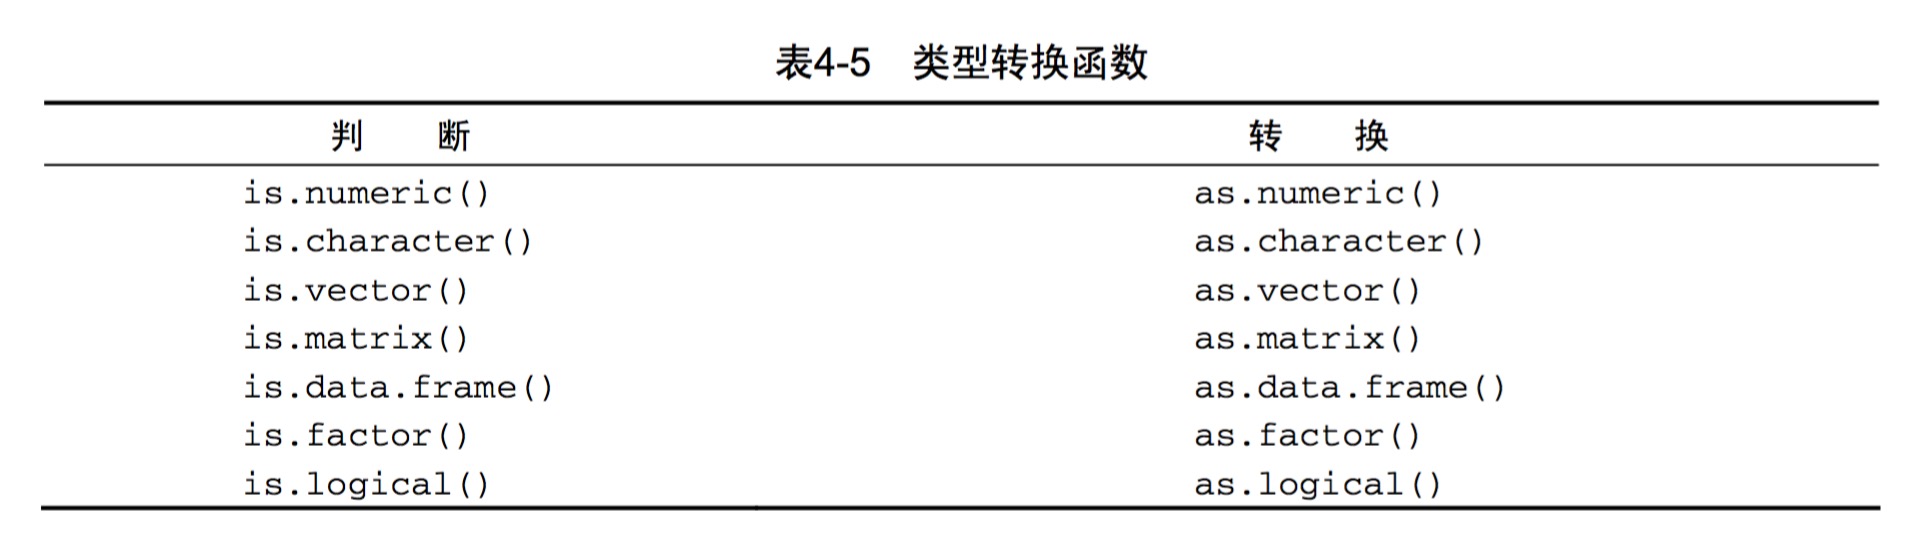 表4-5 类型转换函数
判 断 转 换
is.numeric() as.numeric()
is.character() as.character()
is.vector() as.vector()
is.matrix() as.matrix()
is.data.frame() as.data.frame()
is.factor() as.factor()
is.logical() as.logical()